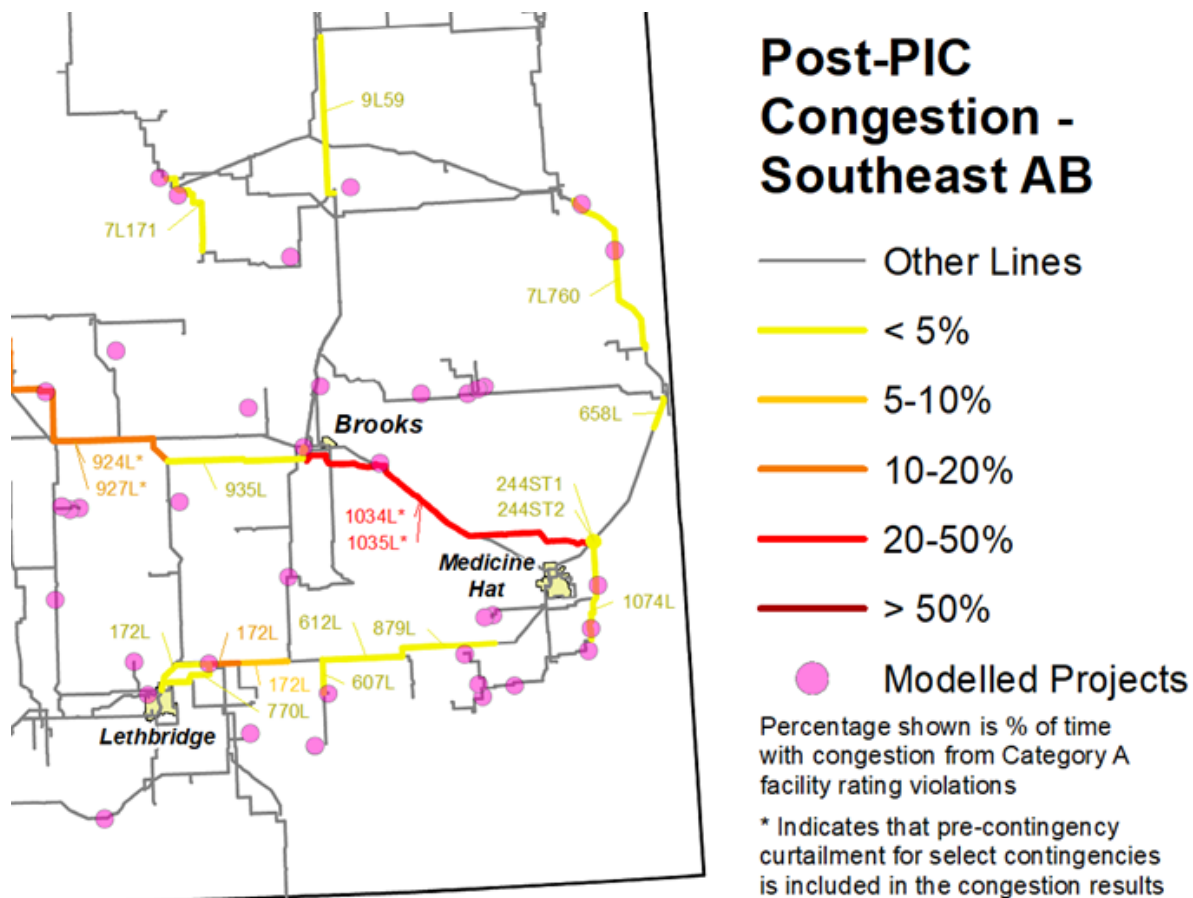 Post-PIC
Congestion -
Southeast AB
Other Lines
< 5%
5-10%
10-20%
20-50%
> 50%
Modelled Projects
Percentage shown is % of time
with congestion from Category A
facility rating violations
* Indicates that pre-contingency
curtailment for select contingencies
is included in the congestion results
9L59
7L171
7L760
658L
Brooks
924L*
927L*
935L
244ST1
244ST2
1034L*
1035L*
Medicine
Hat
1074L
172L
172L
612L
879L
172L
607L
770L
Lethbridge